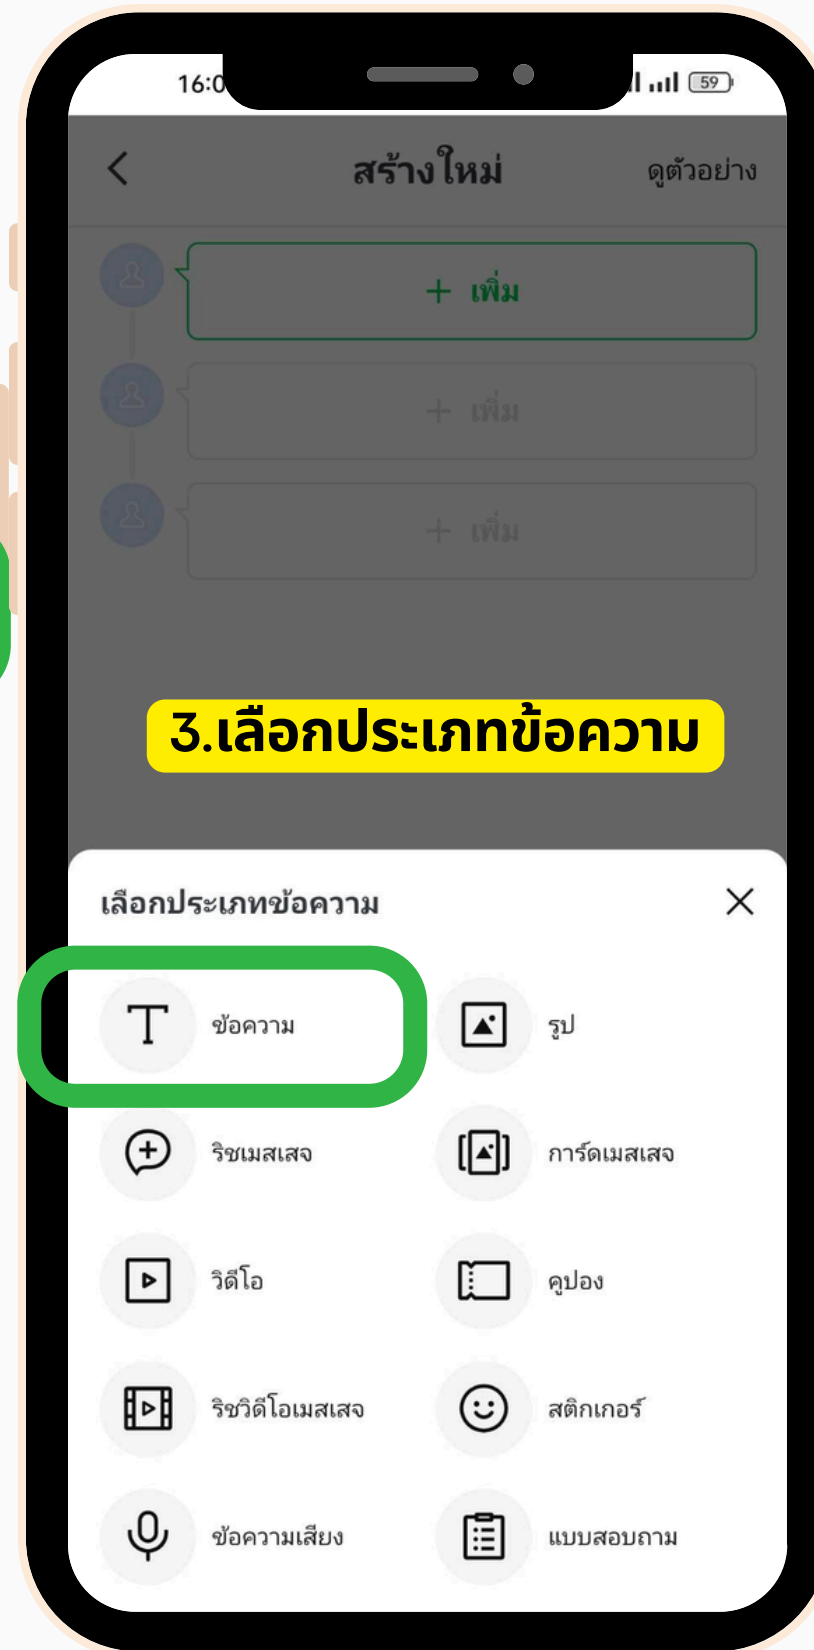 59
สร้างใหม่ ดูตัวอย่าง
+ เพิ่ม
+ เพิ่ม
+ เพิ่ม
3.เลือกประเภทข้อความ
เลือกประเภทข้อความ
ข้อความ รูป
ริชเมสเสจ การ์ดเมสเสจ
วิดีโอ คูปอง
ริชวิดีโอเมสเสจ สติกเกอร์
ข้อความเสียง แบบสอบถาม